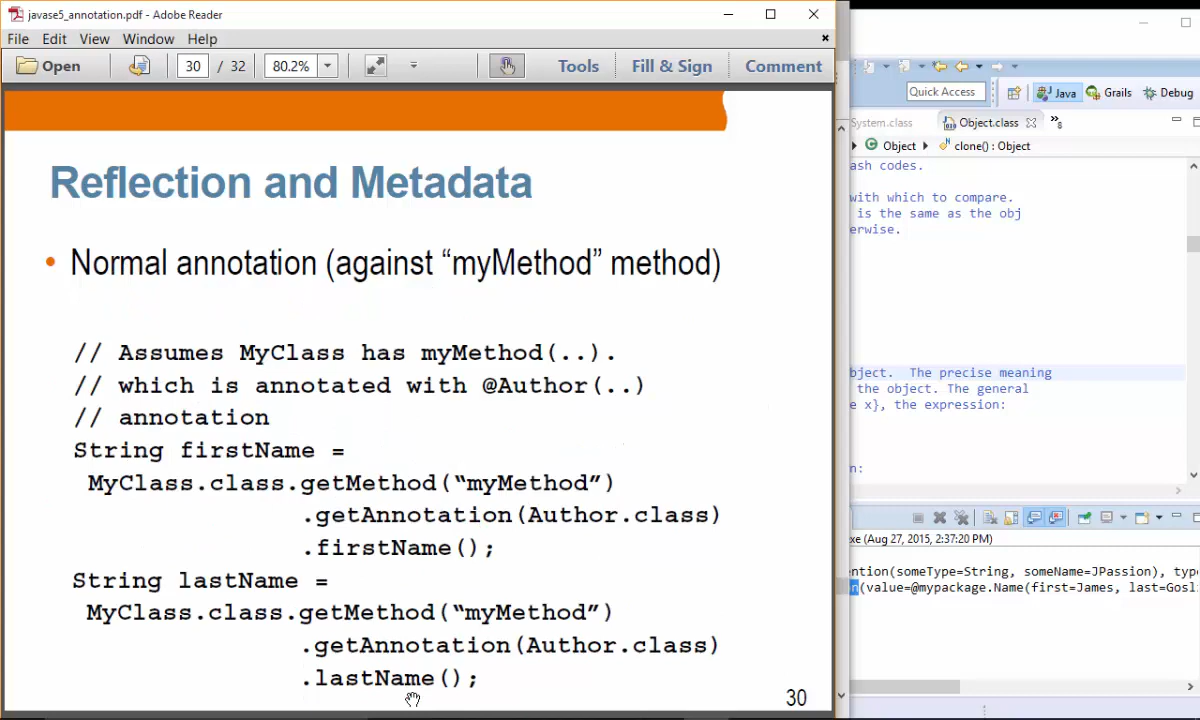 javase5_annotation.pdf - Adobe Reader
File Edit View Window Help
Open 30 / 32 80.2% Tools Fill & Sign Comment
Reflection and Metadata
• Normal annotation (against “myMethod” method)
// Assumes MyClass has myMethod(..).
// which is annotated with @Author(..)
// annotation
String firstName =
MyClass.class.getMethod(“myMethod”)
.getAnnotation(Author.class)
.firstName();
String lastName =
MyClass.class.getMethod(“myMethod”)
.getAnnotation(Author.class)
.lastName();
30
Quick Access Java Grails Debug
System.class Object.class 8
Object clone() : Object
ash codes.
with which to compare.
is the same as the obj
erwise.
bject. The precise meaning
the object. The general
e x}, the expression:
n:
xe (Aug 27, 2015, 2:37:20 PM)
ention(someType=String, someName=JPassion), typ
n(value=@mypackage.Name(first=James, last=Gosl